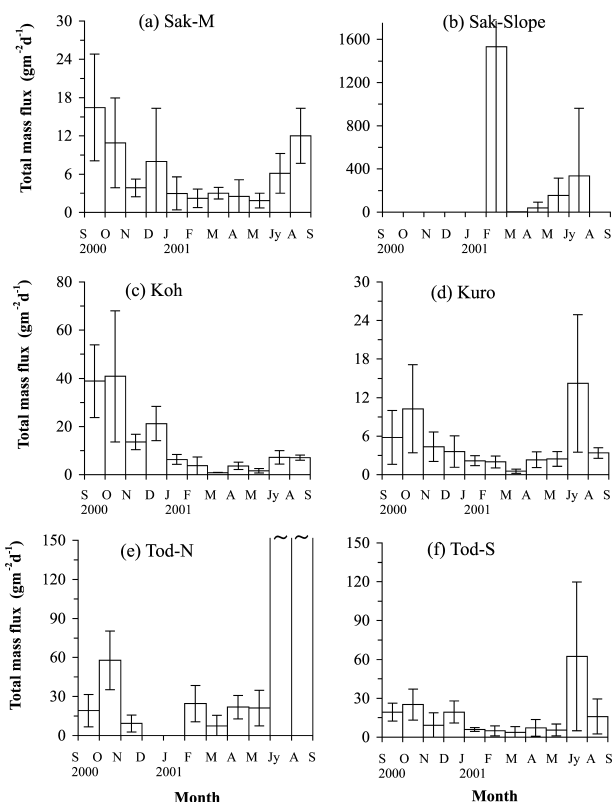 (a) Sak-M
Total mass flux (gm⁻²d⁻¹)
30
24
18
12
6
0
S O N D J F M A M Jy A S
2000 2001
(b) Sak-Slope
1600
1200
800
400
0
S O N D J F M A M Jy A S
2000 2001
(c) Koh
Total mass flux (gm⁻²d⁻¹)
80
60
40
20
0
S O N D J F M A M Jy A S
2000 2001
(d) Kuro
30
24
18
12
6
0
S O N D J F M A M Jy A S
2000 2001
(e) Tod-N
Total mass flux (gm⁻²d⁻¹)
150
120
90
60
30
0
~ ~
S O N D J F M A M Jy A S
2000 2001
Month
(f) Tod-S
150
120
90
60
30
0
S O N D J F M A M Jy A S
2000 2001
Month